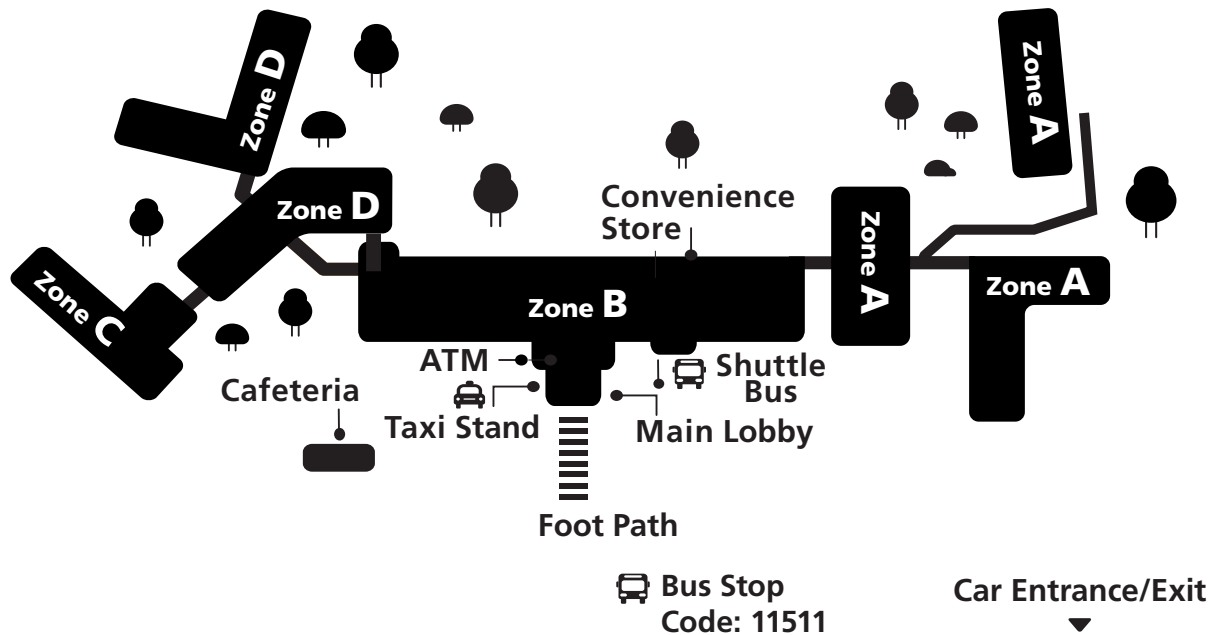 Zone D
Zone A
Convenience
Store
Zone D
Zone A
Zone A
Zone C
Zone B
ATM
Shuttle
Bus
Cafeteria
Taxi Stand
Main Lobby
Foot Path
Bus Stop
Code: 11511
Car Entrance/Exit